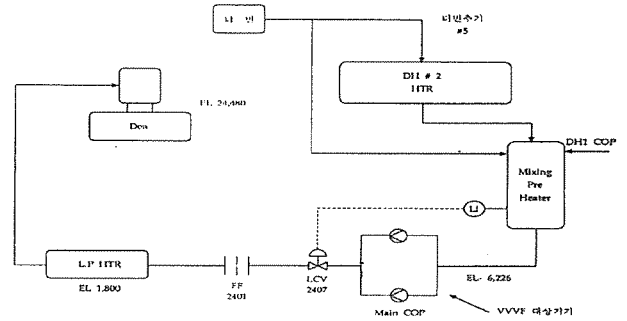 터 빈
터빈추기
#5
DH # 2
HTR
EL 24,480
Dea
DH1 COP
Mixing
Pre
Heater
LI
L.P HTR
EL 1,800
FF
2401
LCV
2407
EL- 6,226
Main COP
VVVF 대상기기